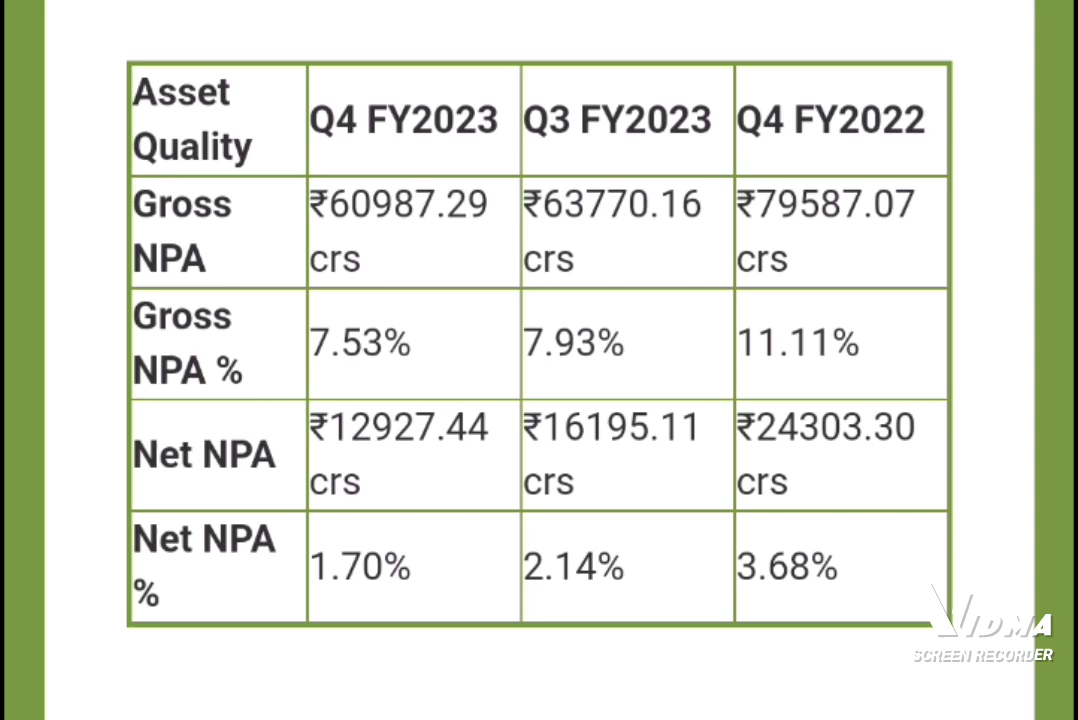 Asset Quality Q4 FY2023 Q3 FY2023 Q4 FY2022
Gross NPA ₹60987.29 crs ₹63770.16 crs ₹79587.07 crs
Gross NPA % 7.53% 7.93% 11.11%
Net NPA ₹12927.44 crs ₹16195.11 crs ₹24303.30 crs
Net NPA % 1.70% 2.14% 3.68%
VIDMA
SCREEN RECORDER